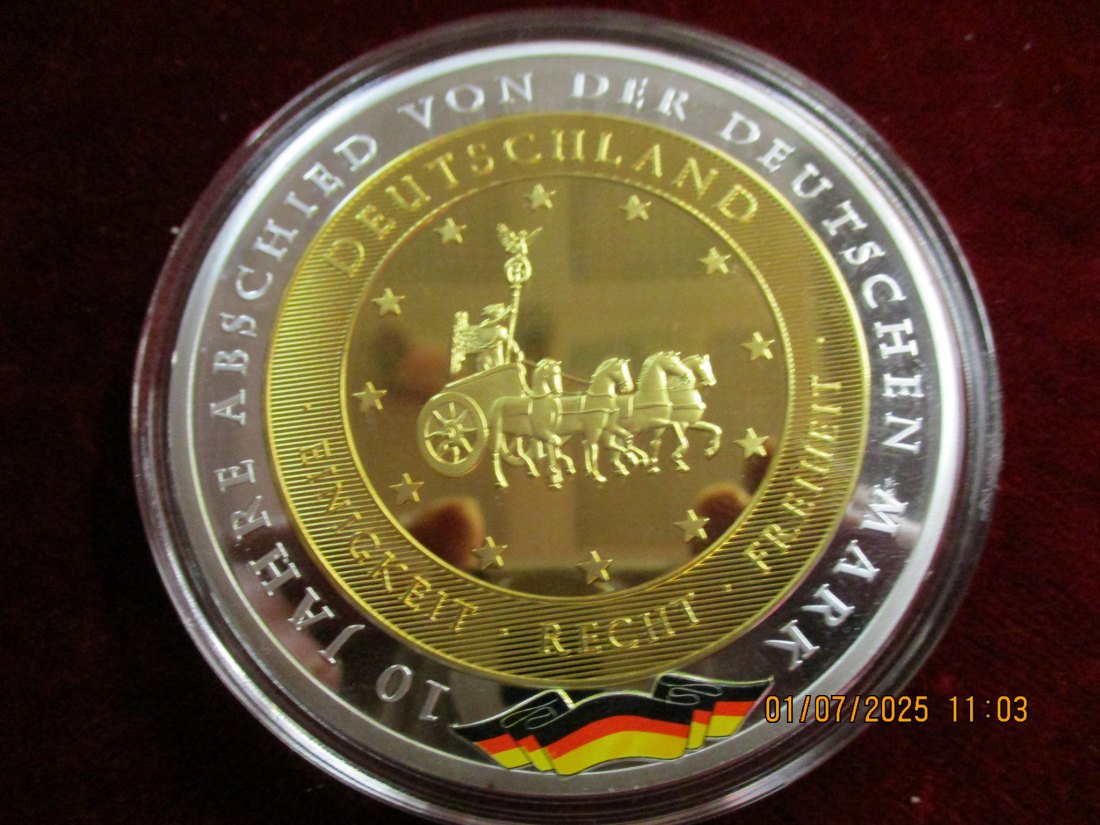 10 JAHRE ABSCHIED VON DER DEUTSCHEN MARK
DEUTSCHLAND
· EINIGKEIT · RECHT · FREIHEIT ·
01/07/2025 11:03